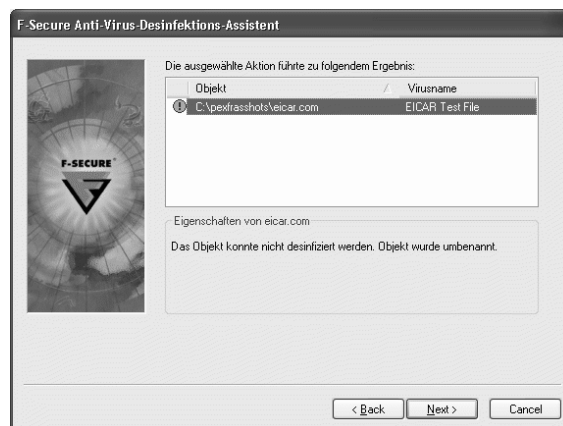 F-Secure Anti-Virus-Desinfektions-Assistent
Die ausgewählte Aktion führte zu folgendem Ergebnis:
Objekt Virusname
C:\pexfrasshots\eicar.com EICAR Test File
F-SECURE
Eigenschaften von eicar.com
Das Objekt konnte nicht desinfiziert werden. Objekt wurde umbenannt.
< Back Next > Cancel